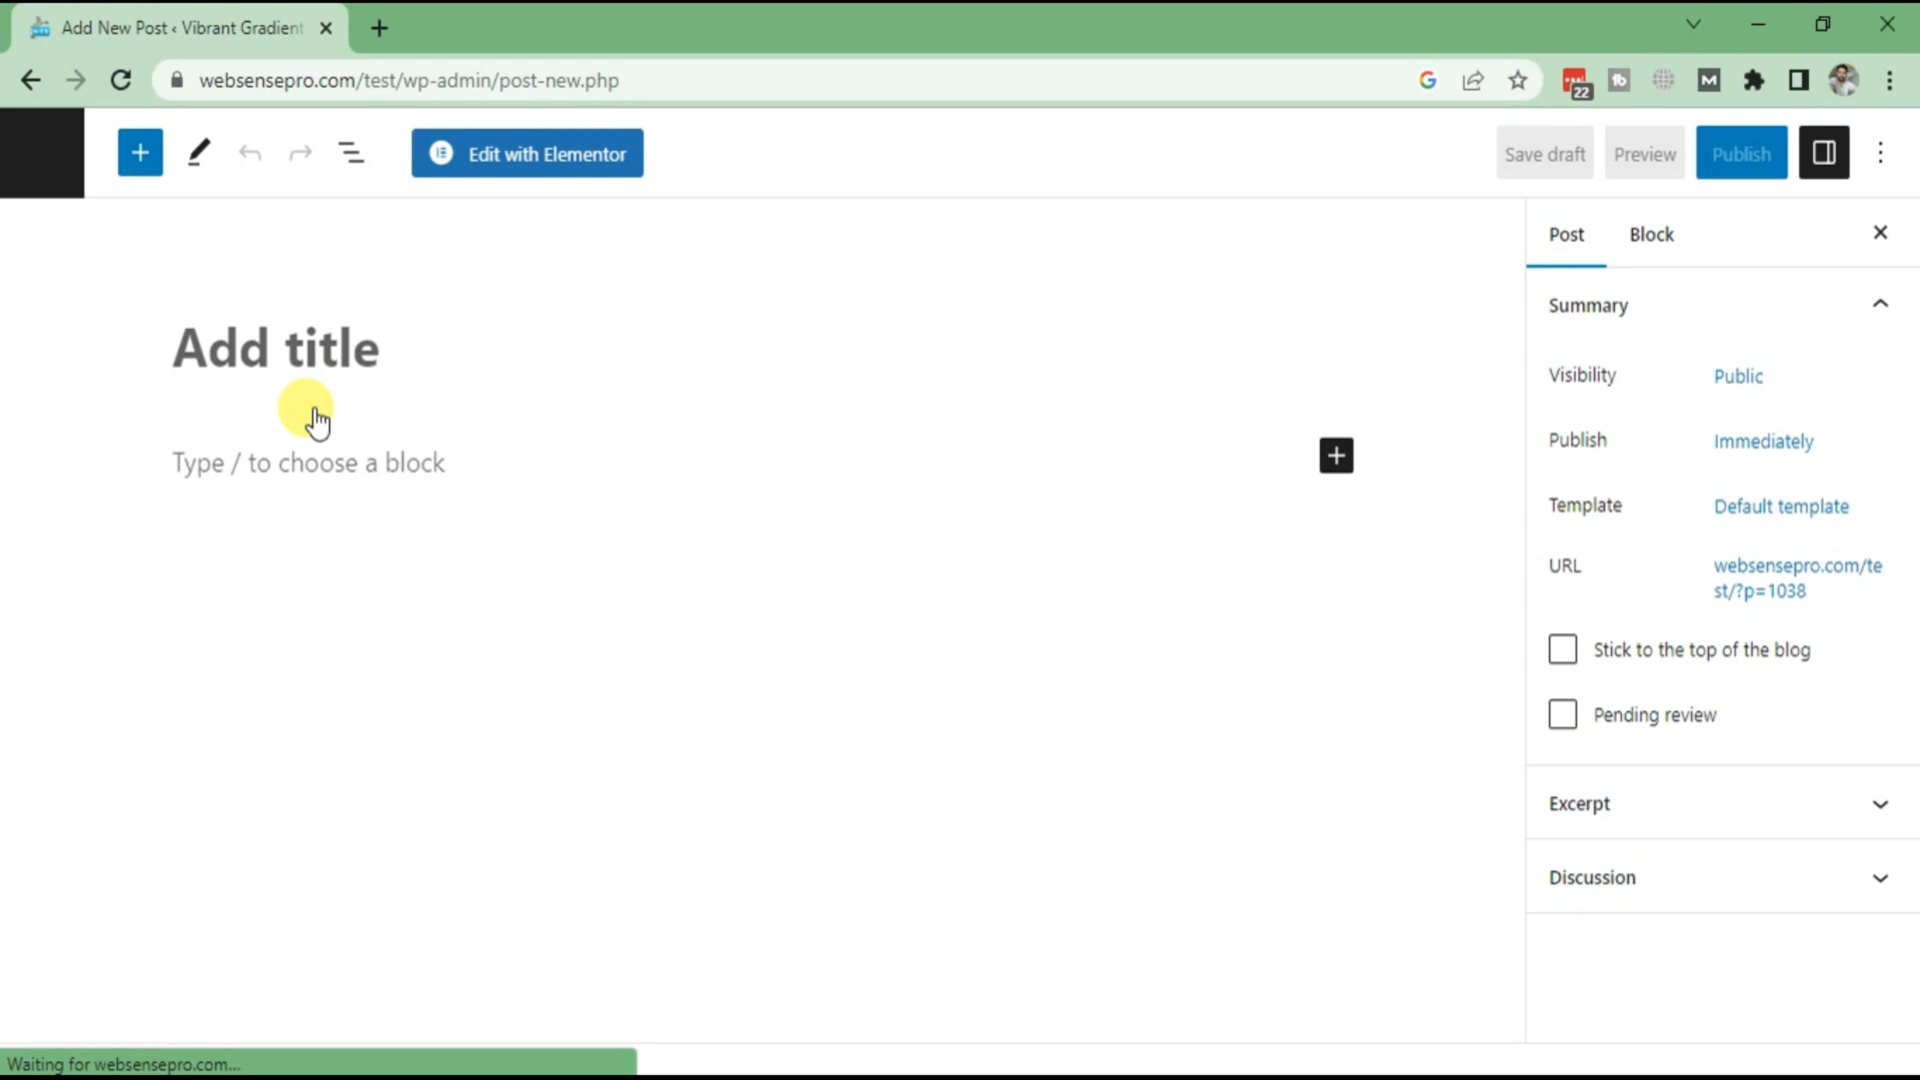 Add New Post ‹ Vibrant Gradient
websensepro.com/test/wp-admin/post-new.php
22
tb
M
Edit with Elementor
Save draft
Preview
Publish
Post
Block
Summary
Add title
Visibility
Public
Type / to choose a block
Publish
Immediately
Template
Default template
URL
websensepro.com/te
st/?p=1038
Stick to the top of the blog
Pending review
Excerpt
Discussion
Waiting for websensepro.com...